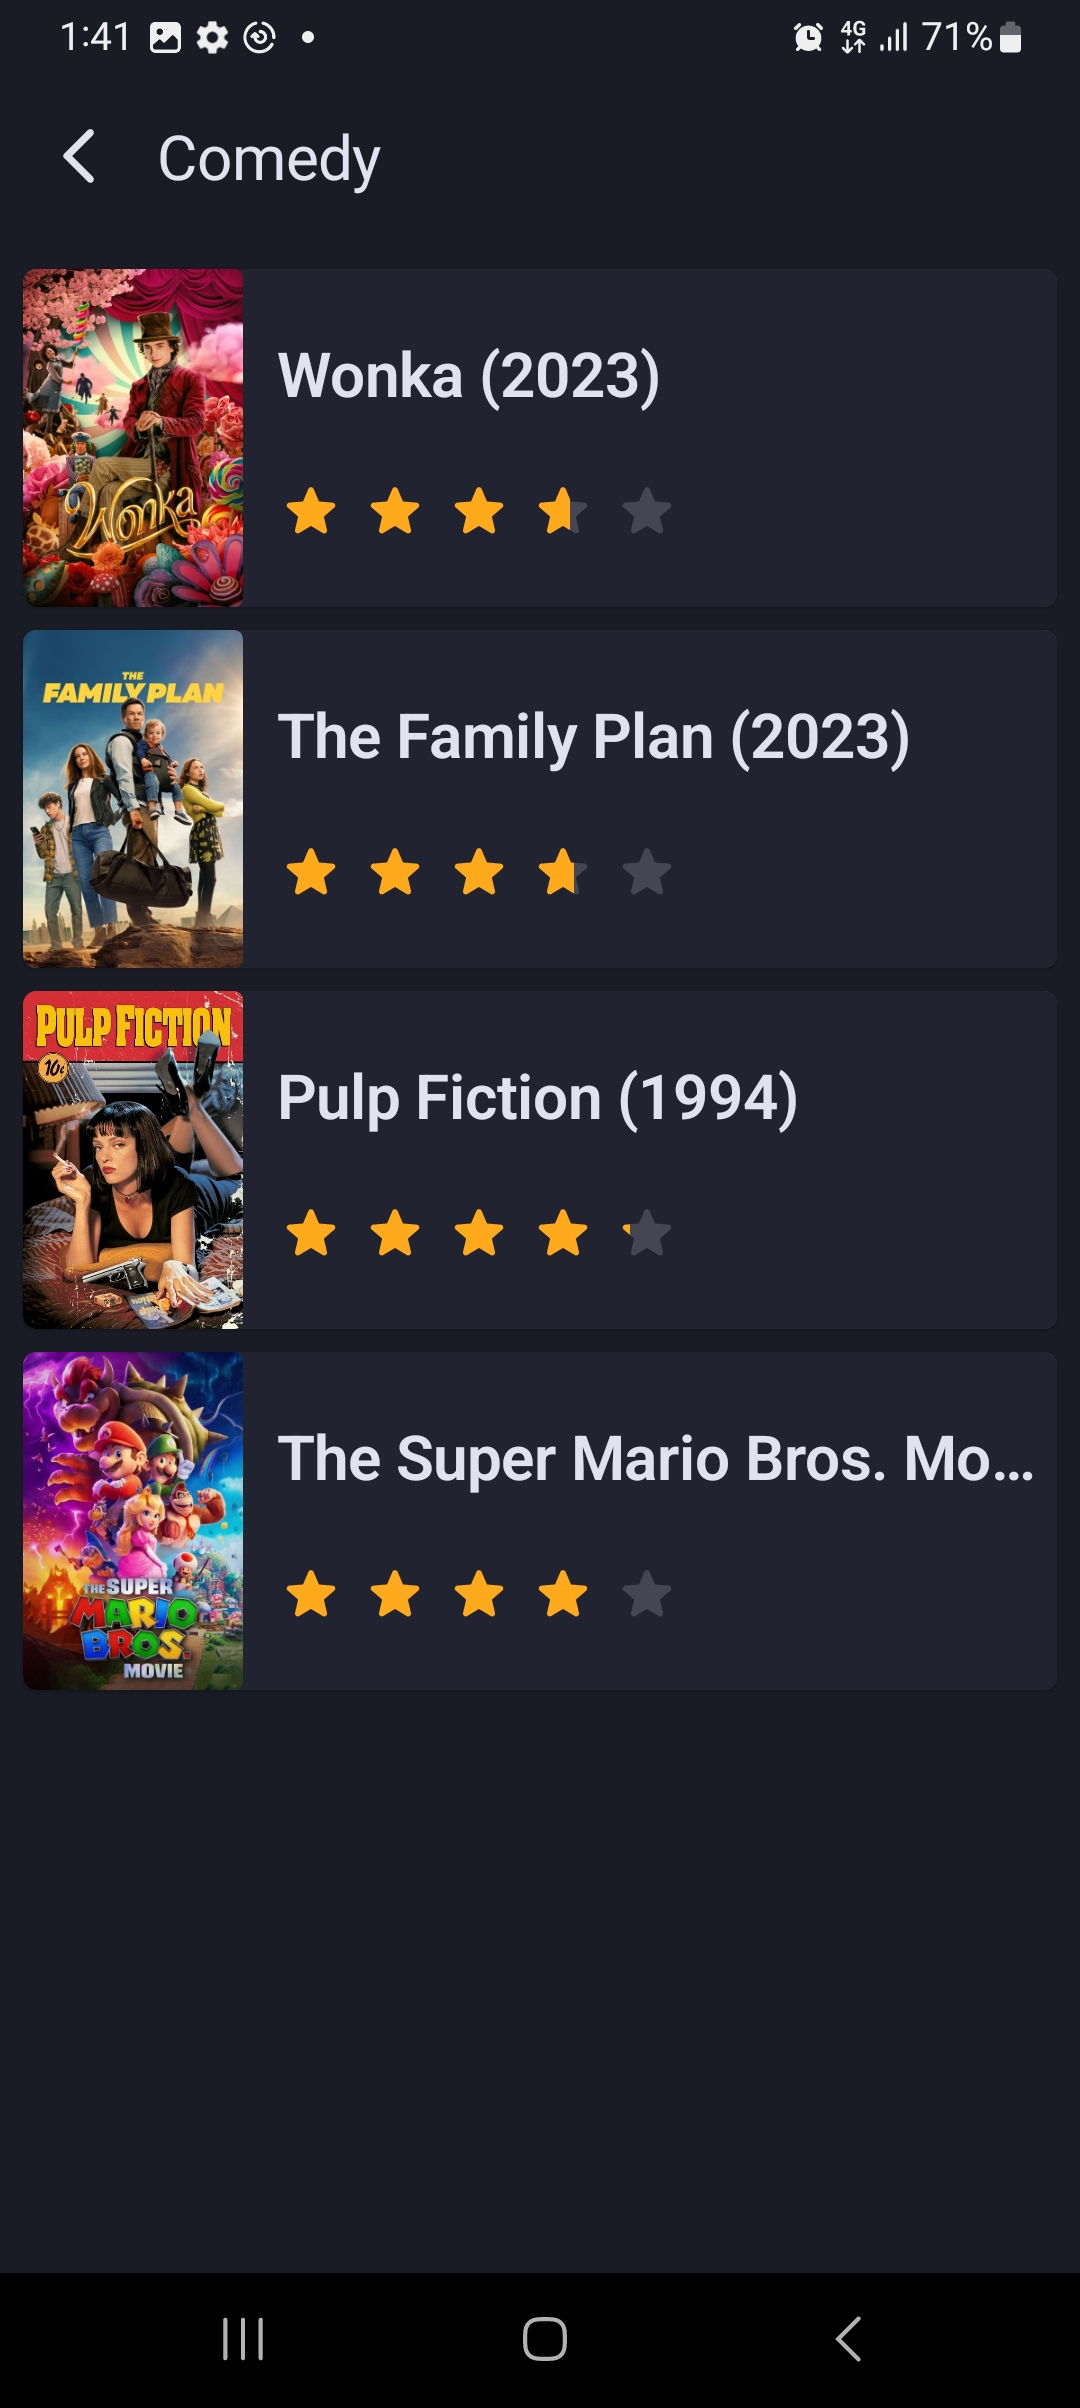 1:41 4G 71%
Comedy
Wonka
Wonka (2023)
THE
FAMILY PLAN
The Family Plan (2023)
PULP FICTION
10¢
Pulp Fiction (1994)
The Super Mario Bros. Mo...
THE SUPER
MARIO
BROS.
MOVIE